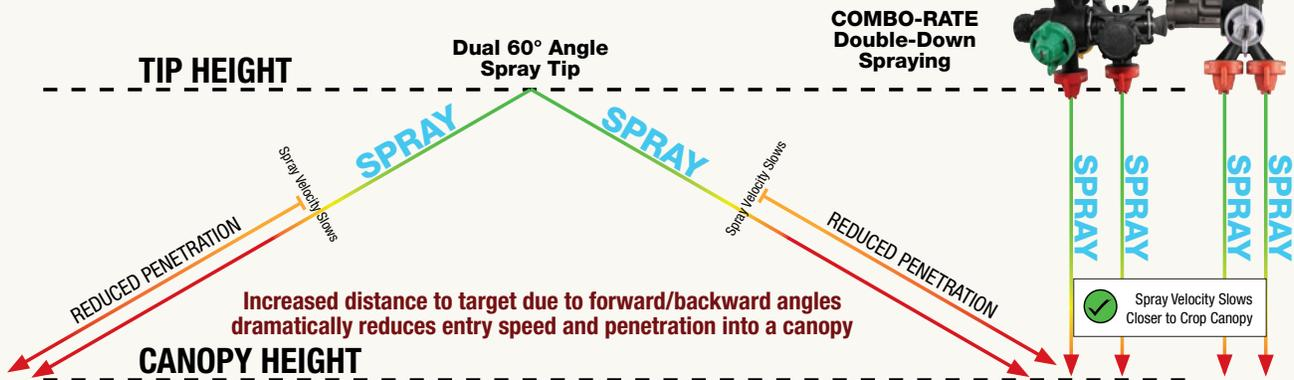 COMBO-RATE
Double-Down
Spraying
Dual 60° Angle
Spray Tip
TIP HEIGHT
SPRAY
SPRAY
Spray Velocity Slows
Spray Velocity Slows
REDUCED PENETRATION
REDUCED PENETRATION
SPRAY
SPRAY
SPRAY
SPRAY
Increased distance to target due to forward/backward angles
dramatically reduces entry speed and penetration into a canopy
Spray Velocity Slows
Closer to Crop Canopy
CANOPY HEIGHT